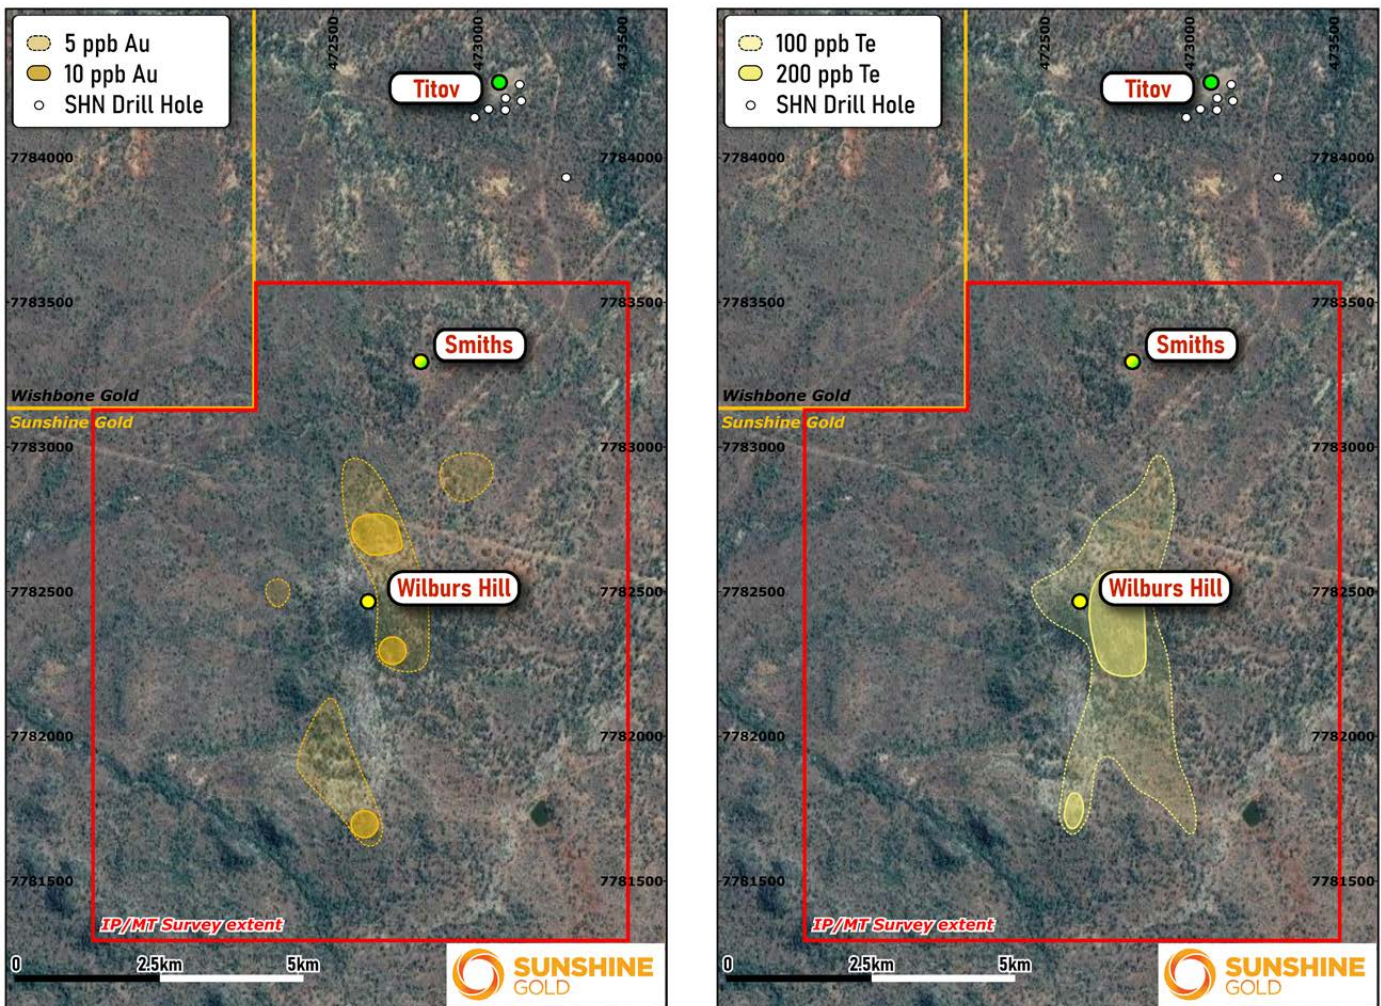 5 ppb Au
10 ppb Au
SHN Drill Hole
472500
473000
473500
Titov
7784000
7784000
7783500
7783500
Smiths
Wishbone Gold
Sunshine Gold
7783000
7783000
7782500
7782500
Wilburs Hill
7782000
7782000
7781500
7781500
IP/MT Survey extent
0 2.5km 5km
SUNSHINE
GOLD
100 ppb Te
200 ppb Te
SHN Drill Hole
472500
473000
473500
Titov
7784000
7784000
7783500
7783500
Smiths
Wishbone Gold
Sunshine Gold
7783000
7783000
7782500
7782500
Wilburs Hill
7782000
7782000
7781500
7781500
IP/MT Survey extent
0 2.5km 5km
SUNSHINE
GOLD